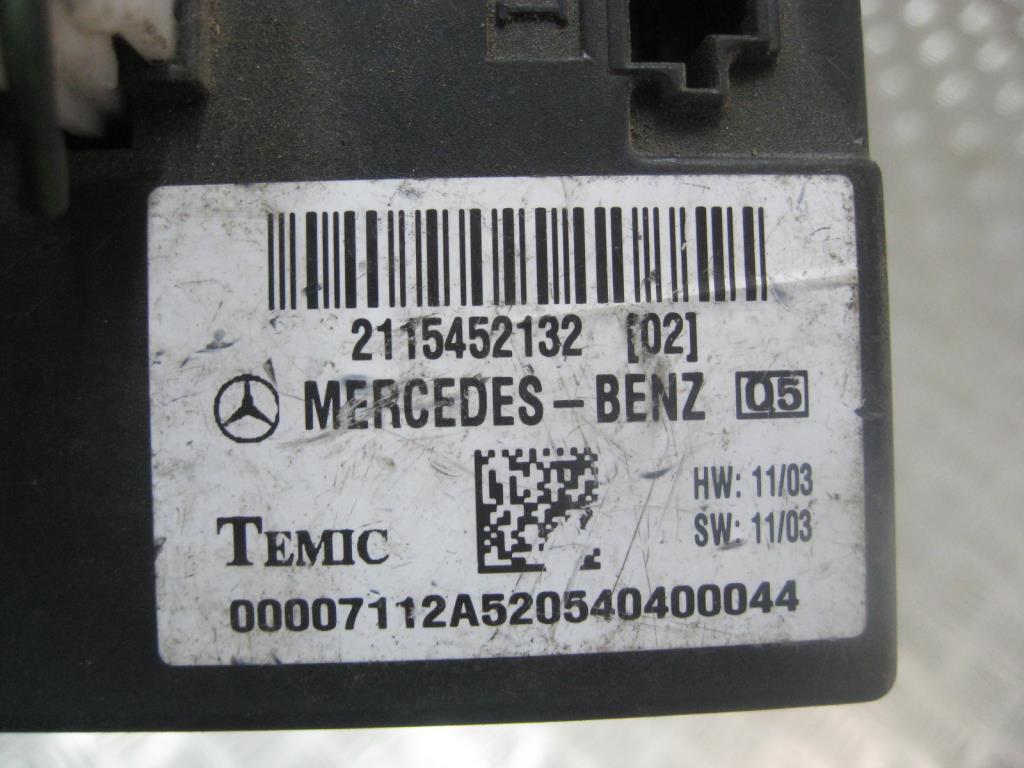 2115452132 [02]
MERCEDES-BENZ Q5
HW: 11/03
SW: 11/03
TEMIC
00007112A520540400044